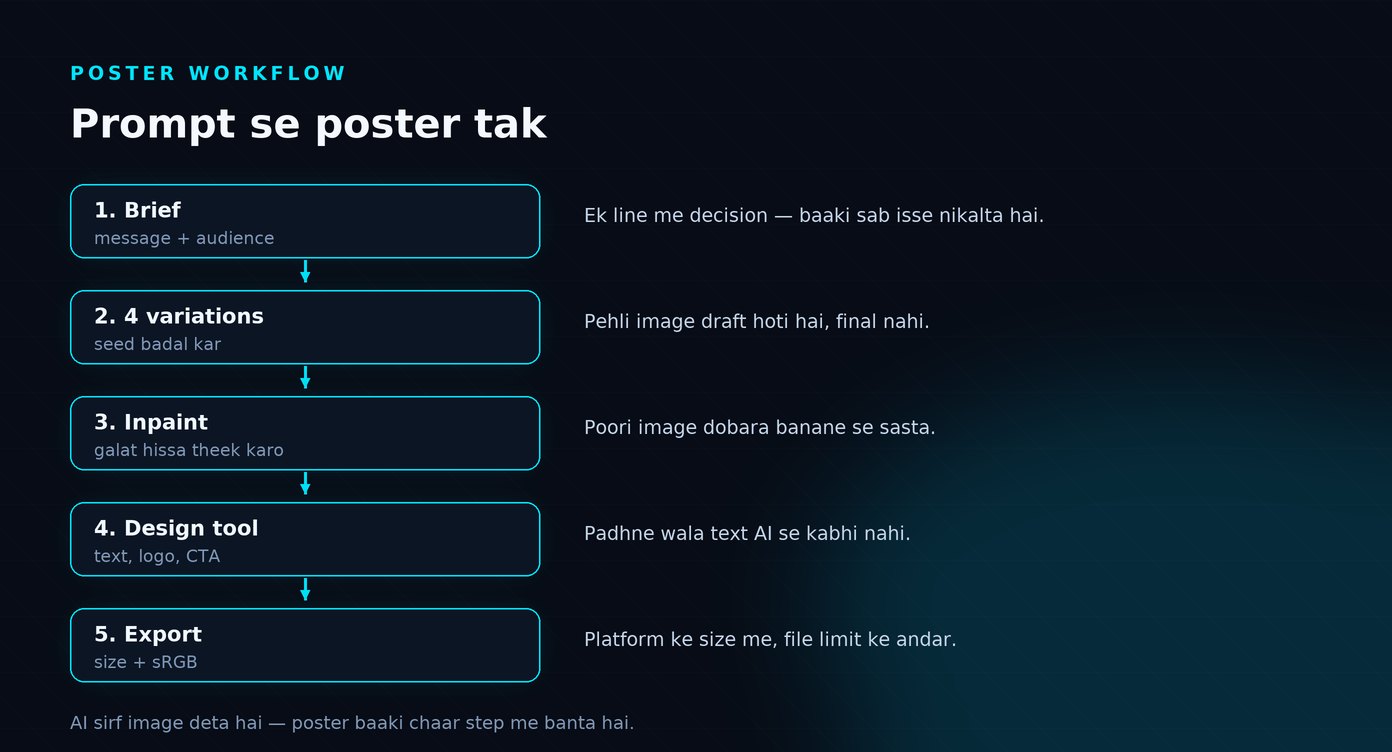 POSTER WORKFLOW
Prompt se poster tak
1. Brief
message + audience
Ek line me decision — baaki sab isse nikalta hai.
2. 4 variations
seed badal kar
Pehli image draft hoti hai, final nahi.
3. Inpaint
galat hissa theek karo
Poori image dobara banane se sasta.
4. Design tool
text, logo, CTA
Padhne wala text AI se kabhi nahi.
5. Export
size + sRGB
Platform ke size me, file limit ke andar.
AI sirf image deta hai — poster baaki chaar step me banta hai.